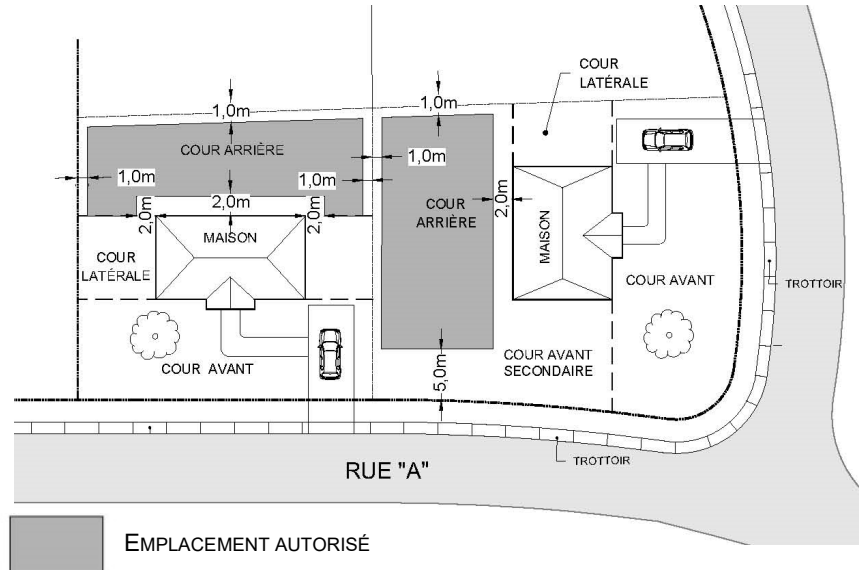 COUR
LATÉRALE
1,0m
1,0m
COUR ARRIÈRE
1,0m
1,0m
1,0m
2,0m
2,0m
2,0m
2,0m
COUR
ARRIÈRE
MAISON
MAISON
COUR
LATÉRALE
COUR AVANT
TROTTOIR
COUR AVANT
COUR AVANT
SECONDAIRE
5,0m
RUE "A"
TROTTOIR
EMPLACEMENT AUTORISÉ